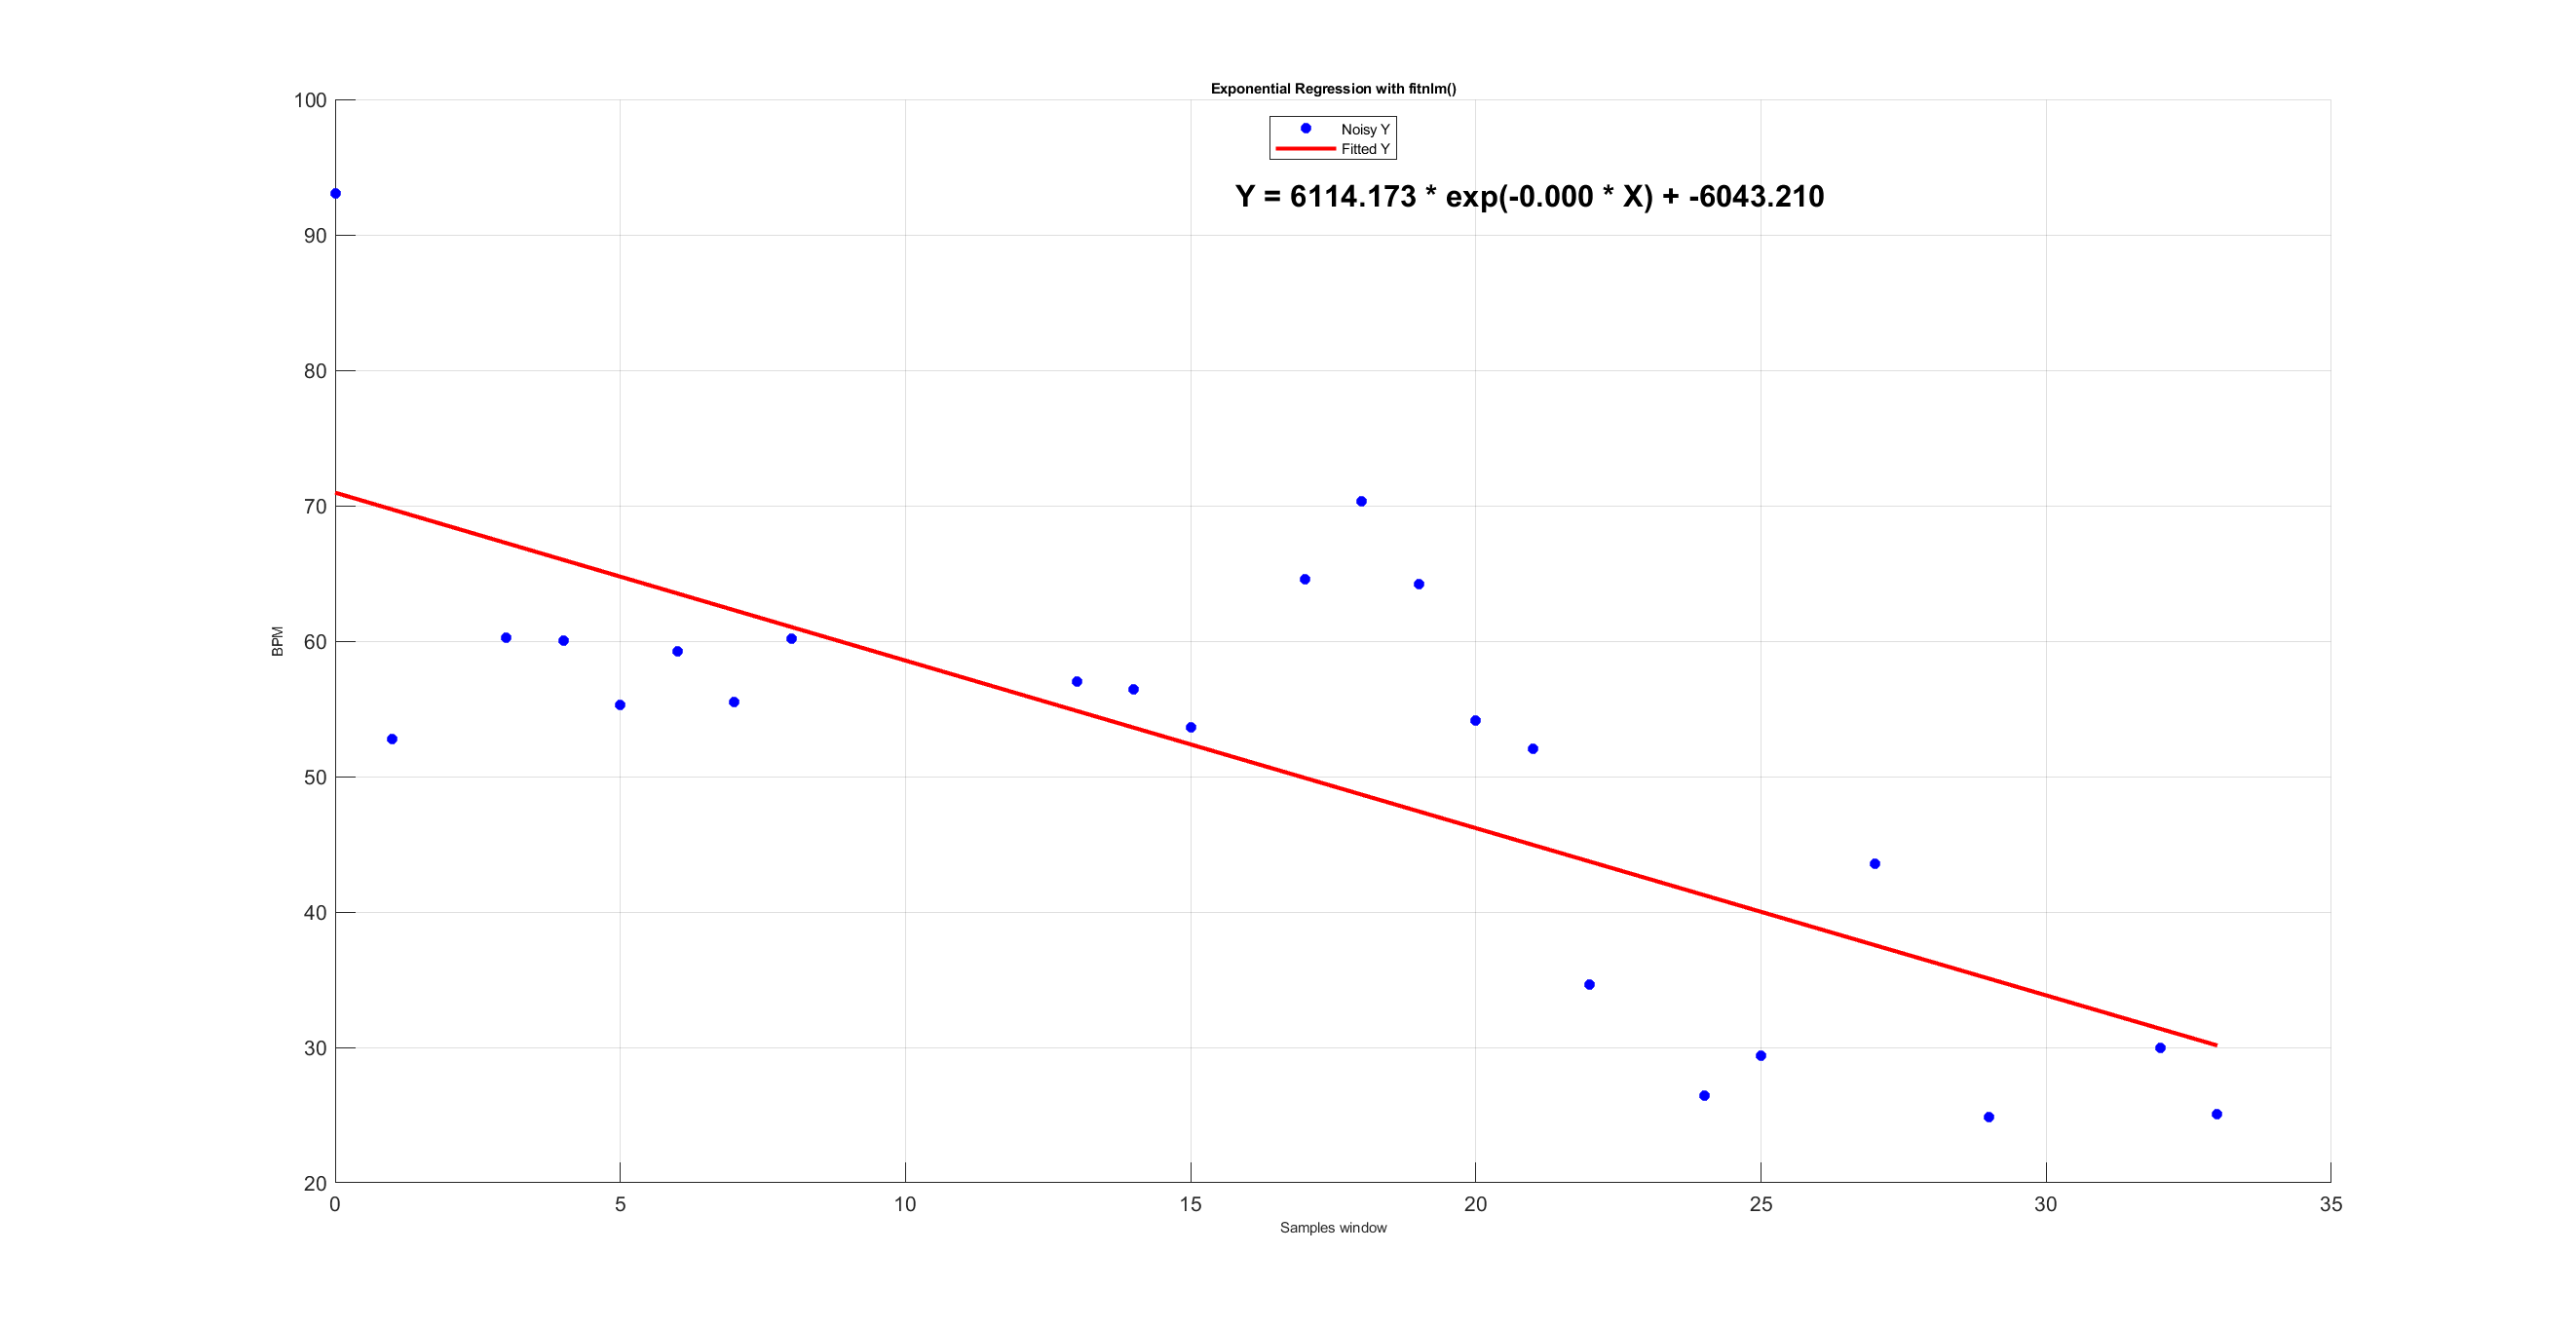 Exponential Regression with fitnlm()
Noisy Y
Fitted Y
Y = 6114.173 * exp(-0.000 * X) + -6043.210
100
90
80
70
60
50
40
30
20
BPM
0 5 10 15 20 25 30 35
Samples window